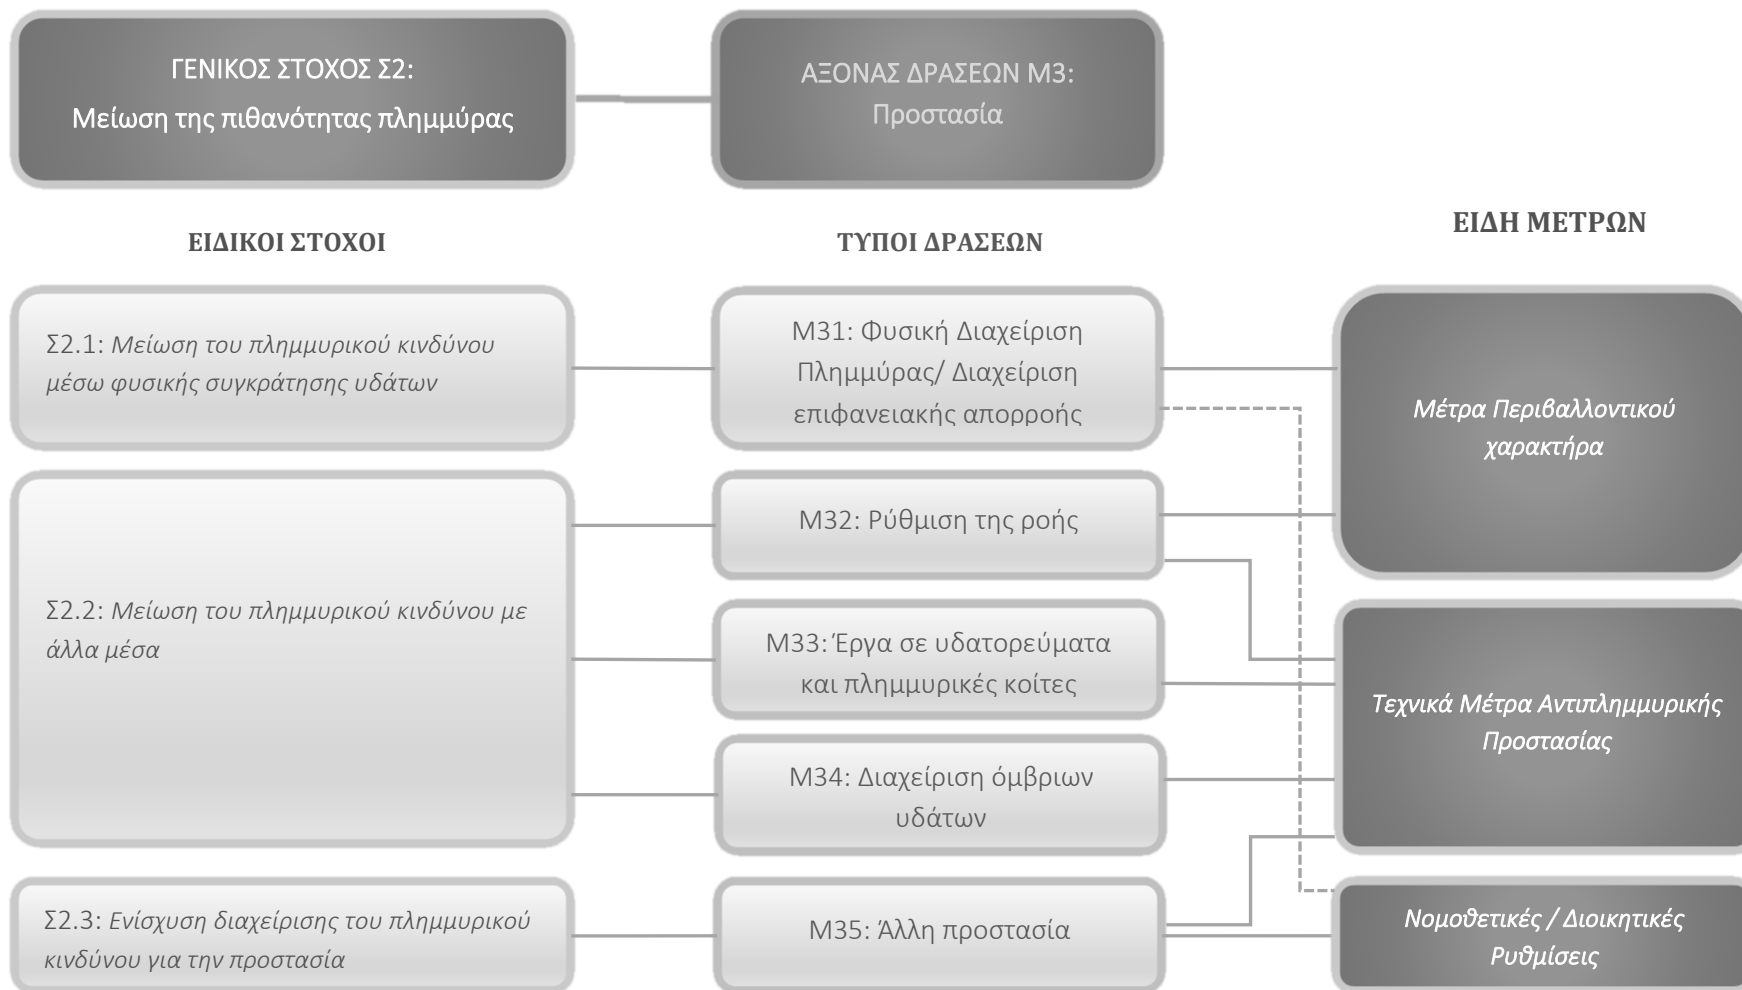 ΓΕΝΙΚΟΣ ΣΤΟΧΟΣ Σ2:
Μείωση της πιθανότητας πλημμύρας
ΑΞΟΝΑΣ ΔΡΑΣΕΩΝ Μ3:
Προστασία
ΕΙΔΙΚΟΙ ΣΤΟΧΟΙ
ΤΥΠΟΙ ΔΡΑΣΕΩΝ
ΕΙΔΗ ΜΕΤΡΩΝ
Σ2.1: Μείωση του πλημμυρικού κινδύνου
μέσω φυσικής συγκράτησης υδάτων
Μ31: Φυσική Διαχείριση
Πλημμύρας/ Διαχείριση
επιφανειακής απορροής
Μέτρα Περιβαλλοντικού
χαρακτήρα
Σ2.2: Μείωση του πλημμυρικού κινδύνου με
άλλα μέσα
Μ32: Ρύθμιση της ροής
Μ33: Έργα σε υδατορεύματα
και πλημμυρικές κοίτες
Μ34: Διαχείριση όμβριων
υδάτων
Τεχνικά Μέτρα Αντιπλημμυρικής
Προστασίας
Σ2.3: Ενίσχυση διαχείρισης του πλημμυρικού
κινδύνου για την προστασία
Μ35: Άλλη προστασία
Νομοθετικές / Διοικητικές
Ρυθμίσεις